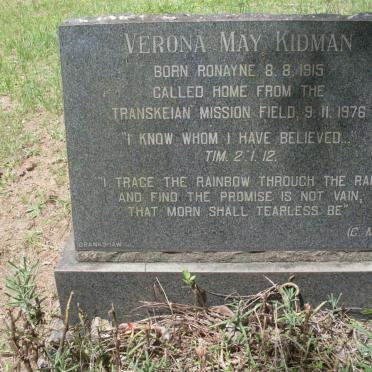 VERONA MAY KIDMAN
BORN RONAYNE 8.8.1915
CALLED HOME FROM THE
TRANSKEIAN MISSION FIELD, 9.11.1976
"I KNOW WHOM I HAVE BELIEVED..."
TIM. 2.1.12.
"I TRACE THE RAINBOW THROUGH THE RA
AND FIND THE PROMISE IS NOT VAIN,
THAT MORN SHALL TEARLESS BE"
(C.
CRANKSHAW